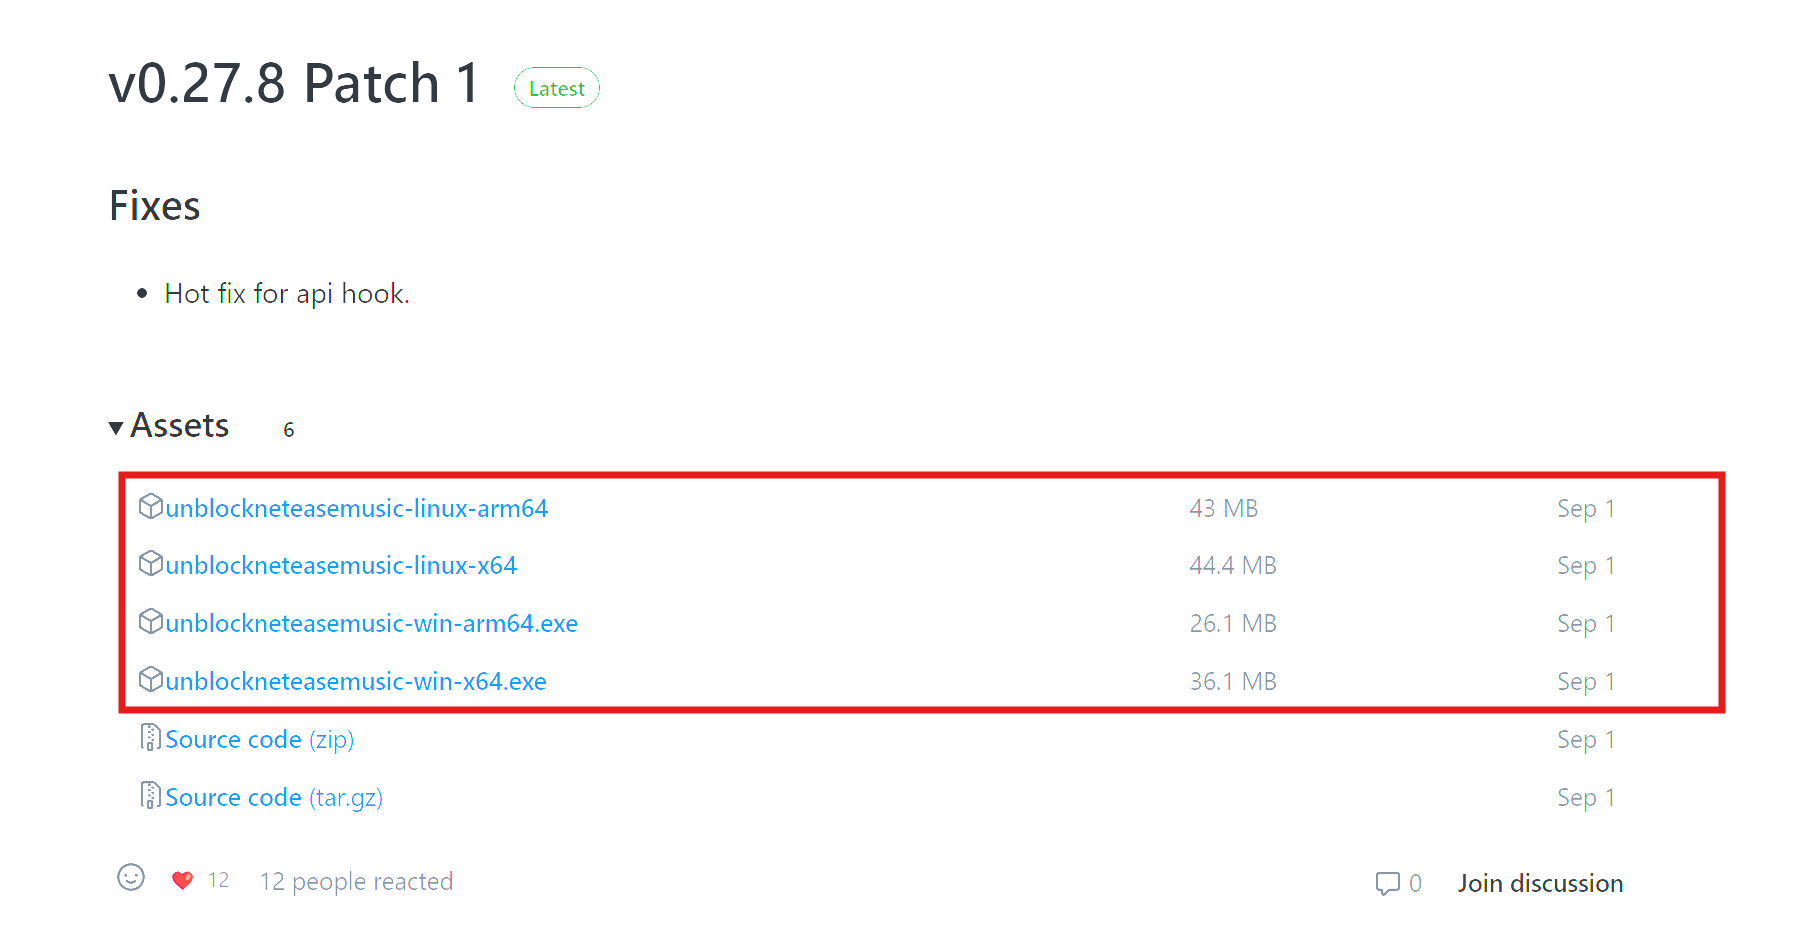 v0.27.8 Patch 1 Latest
Fixes
• Hot fix for api hook.
Assets 6
unblockneteasemusic-linux-arm64 43 MB Sep 1
unblockneteasemusic-linux-x64 44.4 MB Sep 1
unblockneteasemusic-win-arm64.exe 26.1 MB Sep 1
unblockneteasemusic-win-x64.exe 36.1 MB Sep 1
Source code (zip) Sep 1
Source code (tar.gz) Sep 1
12 12 people reacted 0 Join discussion